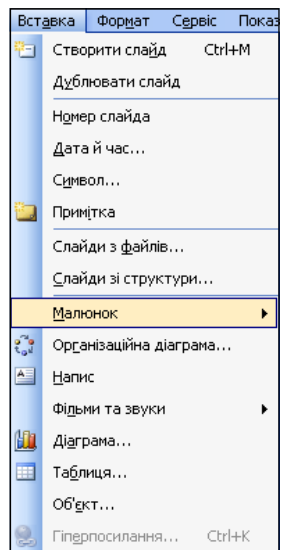 Вставка Формат Сервіс Показ
Створити слайд Ctrl+M
Дублювати слайд
Номер слайда
Дата й час...
Символ...
Примітка
Слайди з файлів...
Слайди зі структури...
Малюнок
Організаційна діаграма...
Напис
Фільми та звуки
Діаграма...
Таблиця...
Об'єкт...
Гіперпосилання... Ctrl+K